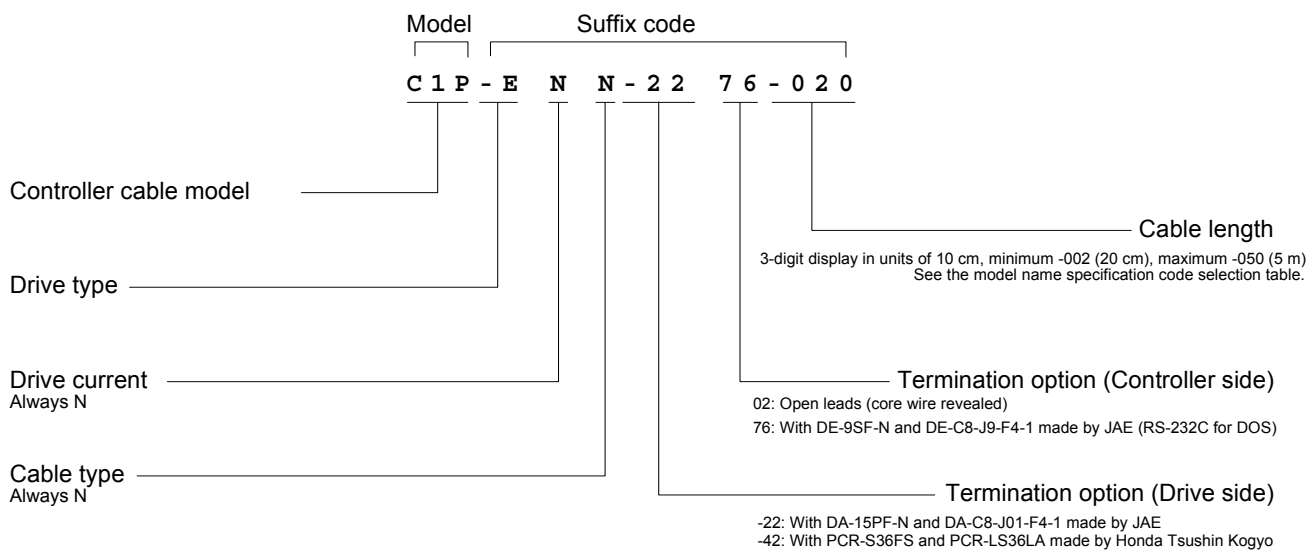 Model Suffix code
C1P-E N N-22 76-020
Controller cable model
Cable length
3-digit display in units of 10 cm, minimum -002 (20 cm), maximum -050 (5 m)
See the model name specification code selection table.
Drive type
Drive current
Always N
Termination option (Controller side)
02: Open leads (core wire revealed)
76: With DE-9SF-N and DE-C8-J9-F4-1 made by JAE (RS-232C for DOS)
Cable type
Always N
Termination option (Drive side)
-22: With DA-15PF-N and DA-C8-J01-F4-1 made by JAE
-42: With PCR-S36FS and PCR-LS36LA made by Honda Tsushin Kogyo